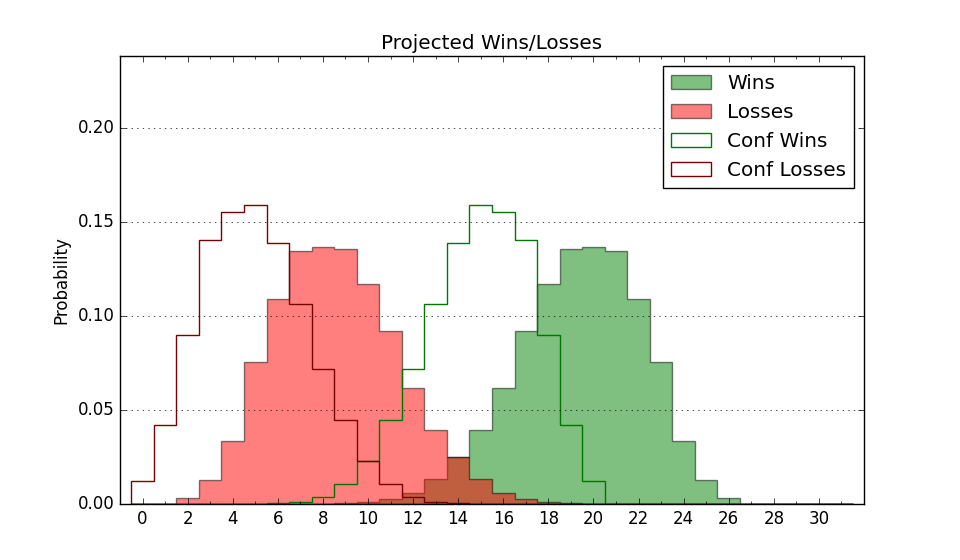 Projected Wins/Losses
Wins
Losses
Conf Wins
Conf Losses
Probability
0.20
0.15
0.10
0.05
0.00
0 2 4 6 8 10 12 14 16 18 20 22 24 26 28 30